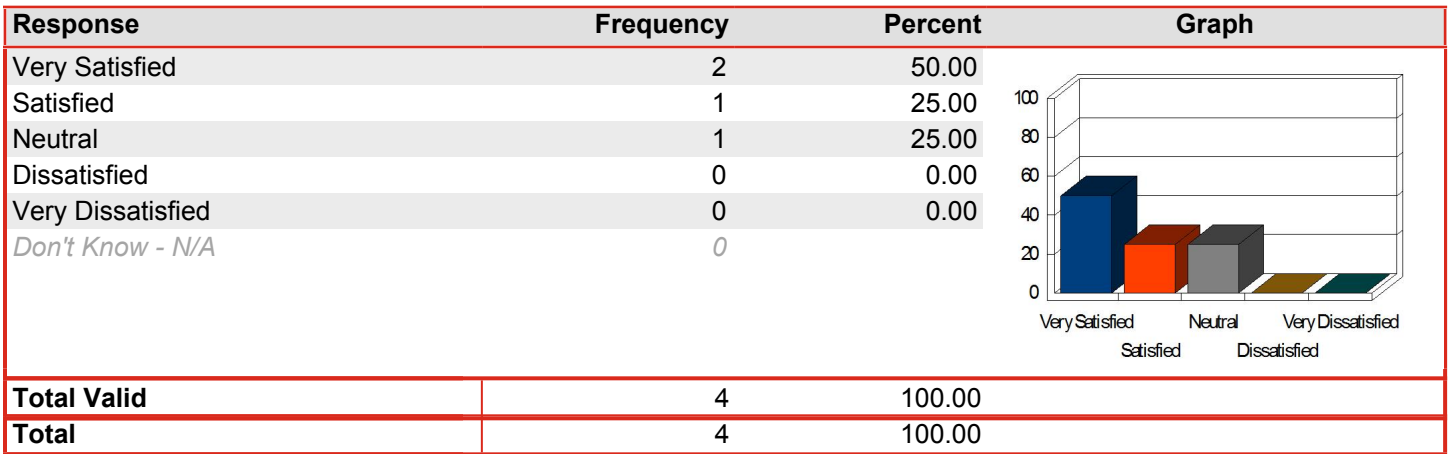 Response Frequency Percent Graph
Very Satisfied 2 50.00
Satisfied 1 25.00
Neutral 1 25.00
Dissatisfied 0 0.00
Very Dissatisfied 0 0.00
Don't Know - N/A 0
100
80
60
40
20
0
Very Satisfied Neutral Very Dissatisfied
Satisfied Dissatisfied
Total Valid 4 100.00
Total 4 100.00